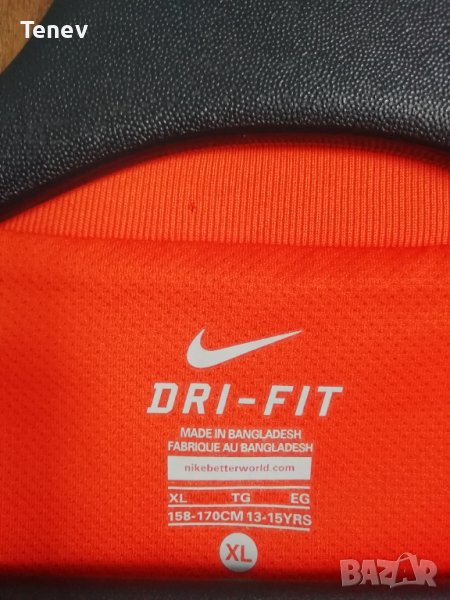 Tenev
DRI-FIT
MADE IN BANGLADESH
FABRIQUE AU BANGLADESH
nikebetterworld.com
XL TG EG
158-170CM 13-15YRS
XL
BAZAR